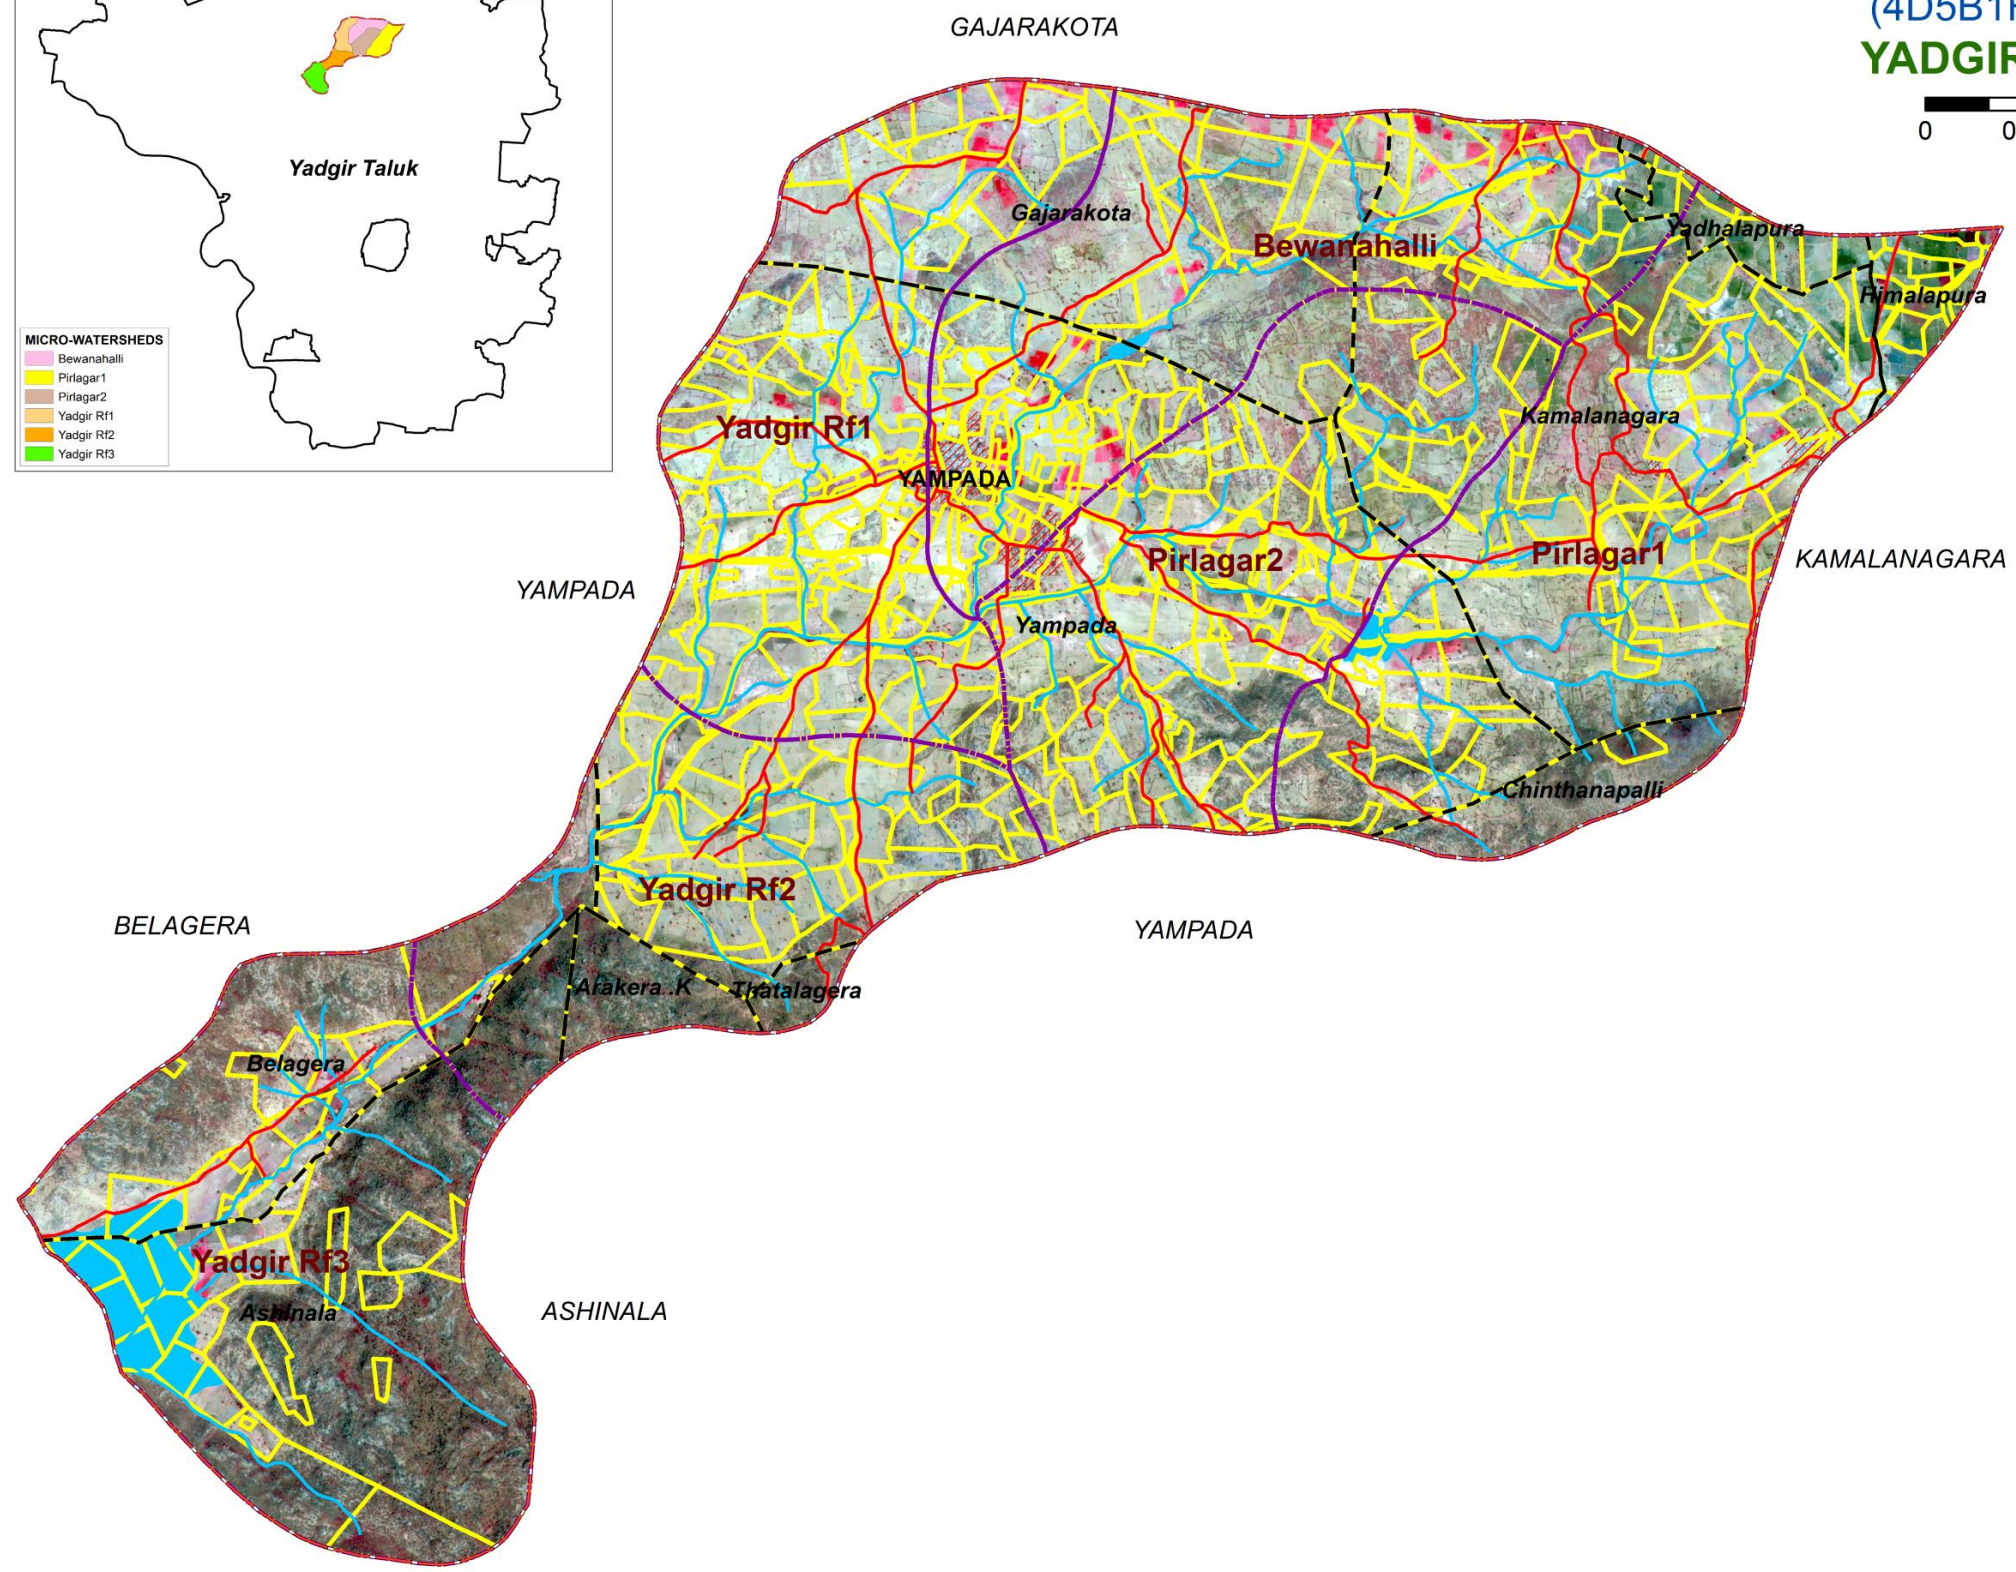 GAJARAKOTA
(4D5B1
YADGIR
0 0
Yadgir Taluk
MICRO-WATERSHEDS
Bewanahalli
Pirlagar1
Pirlagar2
Yadgir Rf1
Yadgir Rf2
Yadgir Rf3
Gajarakota
Bewanahalli
Yadhalapura
Himalapura
Kamalanagara
Yadgir Rf1
YAMPADA
Pirlagar2
Pirlagar1
KAMALANAGARA
YAMPADA
Yampada
Chinthanapalli
Yadgir Rf2
BELAGERA
YAMPADA
Arakera .K
Thatalagera
Belagera
Yadgir Rf3
Ashinala
ASHINALA